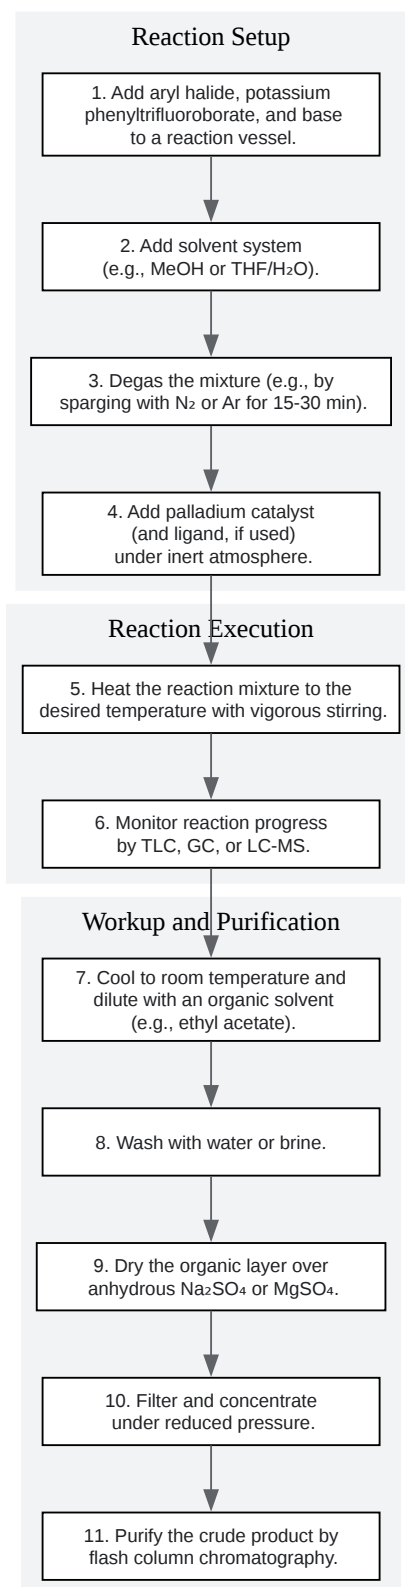 Reaction Setup
1. Add aryl halide, potassium
phenyltrifluoroborate, and base
to a reaction vessel.
2. Add solvent system
(e.g., MeOH or THF/H₂O).
3. Degas the mixture (e.g., by
sparging with N₂ or Ar for 15-30 min).
4. Add palladium catalyst
(and ligand, if used)
under inert atmosphere.
Reaction Execution
5. Heat the reaction mixture to the
desired temperature with vigorous stirring.
6. Monitor reaction progress
by TLC, GC, or LC-MS.
Workup and Purification
7. Cool to room temperature and
dilute with an organic solvent
(e.g., ethyl acetate).
8. Wash with water or brine.
9. Dry the organic layer over
anhydrous Na₂SO₄ or MgSO₄.
10. Filter and concentrate
under reduced pressure.
11. Purify the crude product by
flash column chromatography.